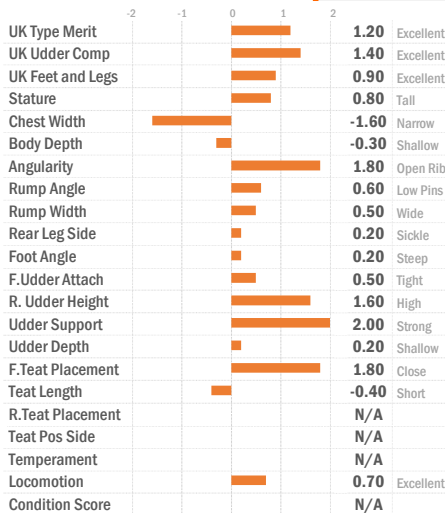 -2 -1 0 1 2
UK Type Merit 1.20 Excellent
UK Udder Comp 1.40 Excellent
UK Feet and Legs 0.90 Excellent
Stature 0.80 Tall
Chest Width -1.60 Narrow
Body Depth -0.30 Shallow
Angularity 1.80 Open Rib
Rump Angle 0.60 Low Pins
Rump Width 0.50 Wide
Rear Leg Side 0.20 Sickle
Foot Angle 0.20 Steep
F.Udder Attach 0.50 Tight
R. Udder Height 1.60 High
Udder Support 2.00 Strong
Udder Depth 0.20 Shallow
F.Teat Placement 1.80 Close
Teat Length -0.40 Short
R.Teat Placement N/A
Teat Pos Side N/A
Temperament N/A
Locomotion 0.70 Excellent
Condition Score N/A